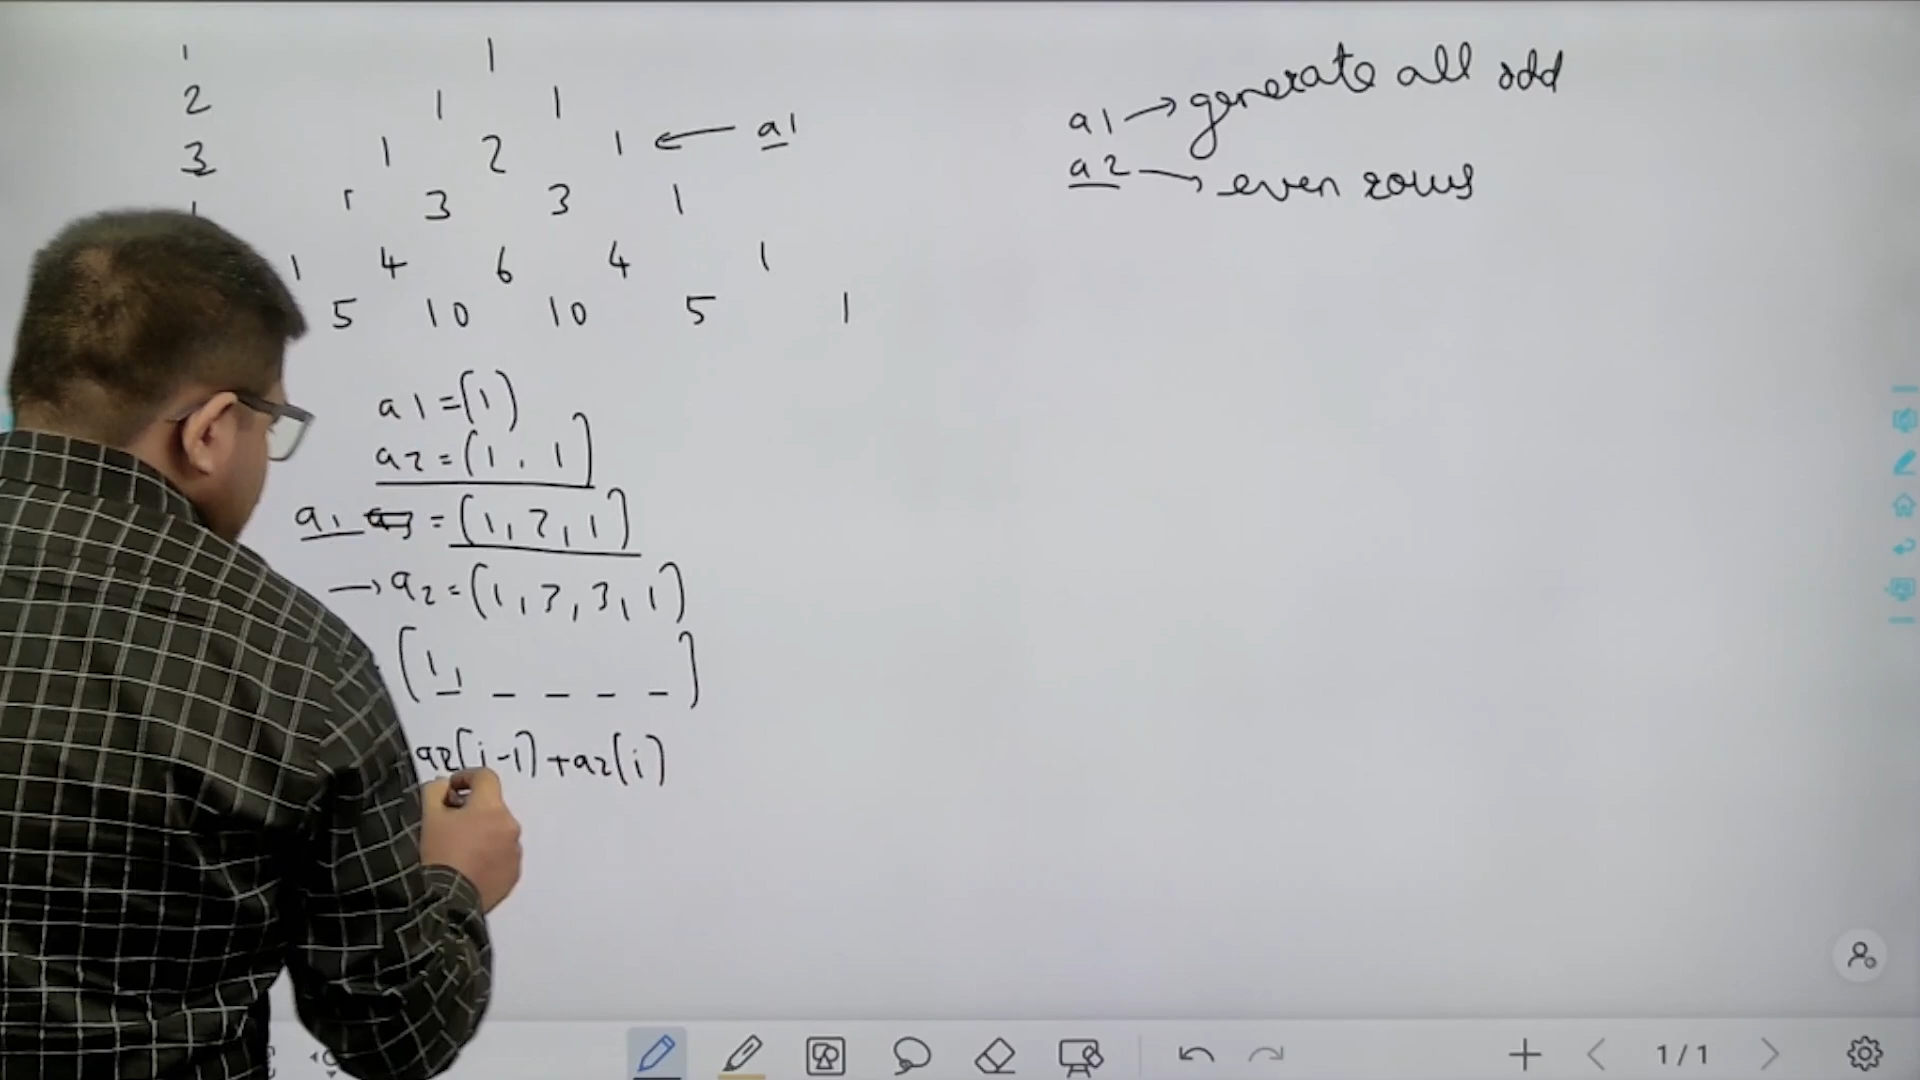 1 1
2 1 1
3 1 2 1 ← a1
1 3 3 1
1 4 6 4 1
5 10 10 5 1
a1 = [1]
a2 = [1, 1]
a1 = [1, 2, 1]
→ a2 = [1, 3, 3, 1]
[1, _ _ _ _]
a2[i-1] + a2[i]
a1 → generate all odd
a2 → even rows
1 / 1